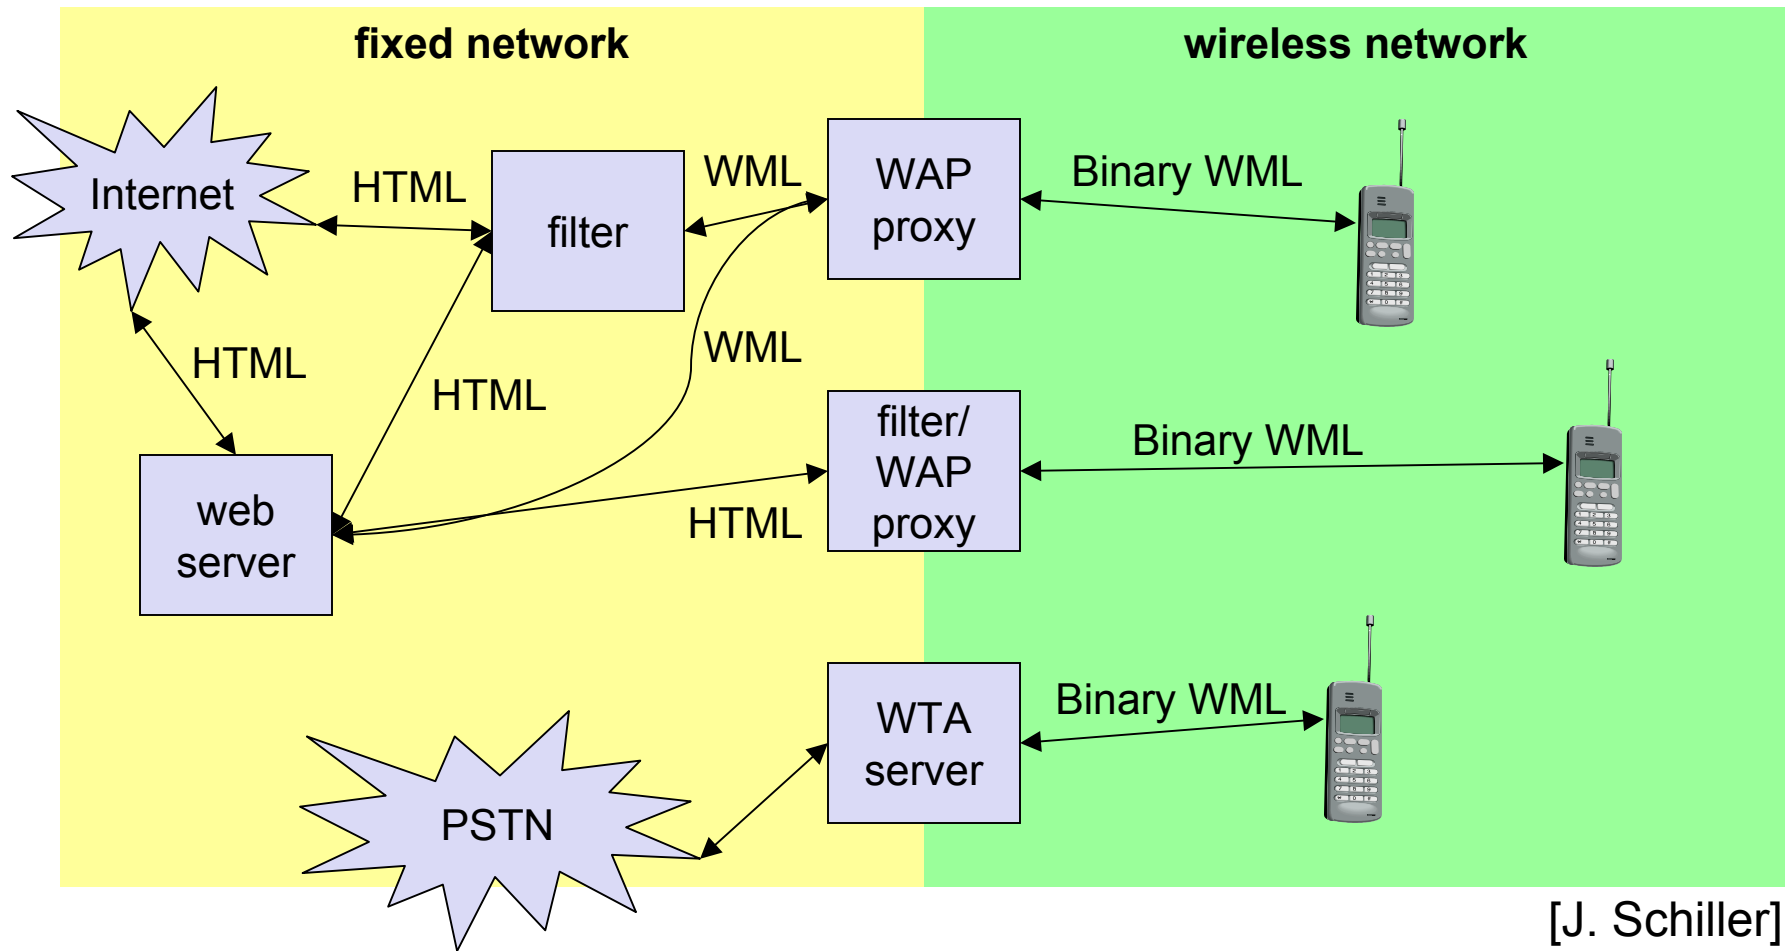 fixed network
wireless network
Internet
HTML
filter
WML
WAP
proxy
Binary WML
HTML
HTML
WML
web
server
HTML
filter/
WAP
proxy
Binary WML
PSTN
WTA
server
Binary WML
[J. Schiller]